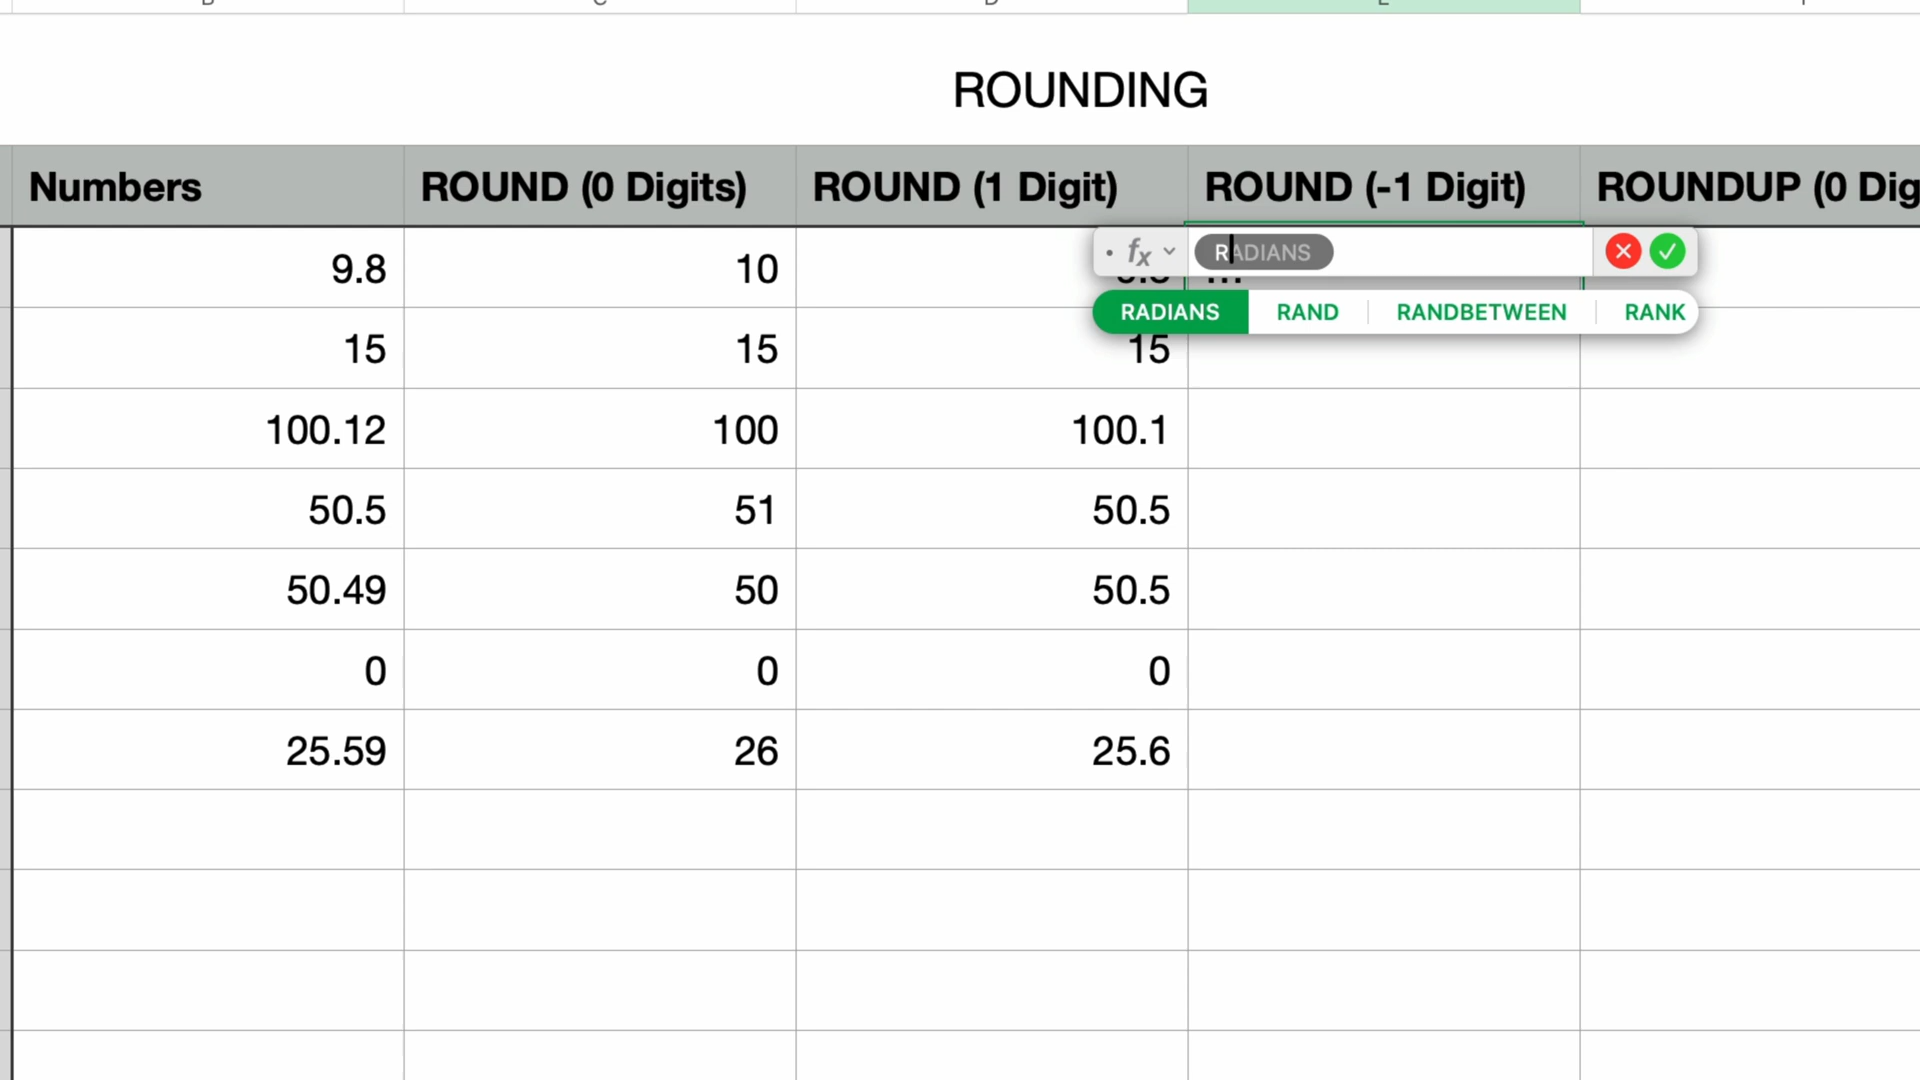 B C D E F
ROUNDING
Numbers ROUND (0 Digits) ROUND (1 Digit) ROUND (-1 Digit) ROUNDUP (0 Dig
9.8 10 fx RADIANS
RADIANS RAND RANDBETWEEN RANK
15 15 15
100.12 100 100.1
50.5 51 50.5
50.49 50 50.5
0 0 0
25.59 26 25.6